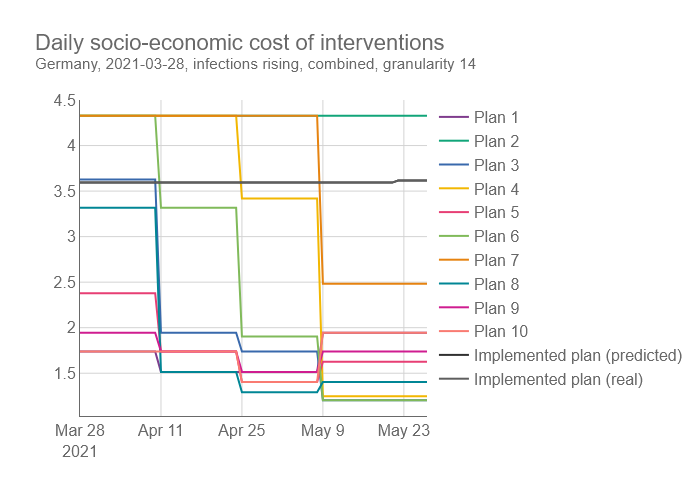 Daily socio-economic cost of interventions
Germany, 2021-03-28, infections rising, combined, granularity 14
4.5
4
3.5
3
2.5
2
1.5
Mar 28
2021
Apr 11
Apr 25
May 9
May 23
Plan 1
Plan 2
Plan 3
Plan 4
Plan 5
Plan 6
Plan 7
Plan 8
Plan 9
Plan 10
Implemented plan (predicted)
Implemented plan (real)